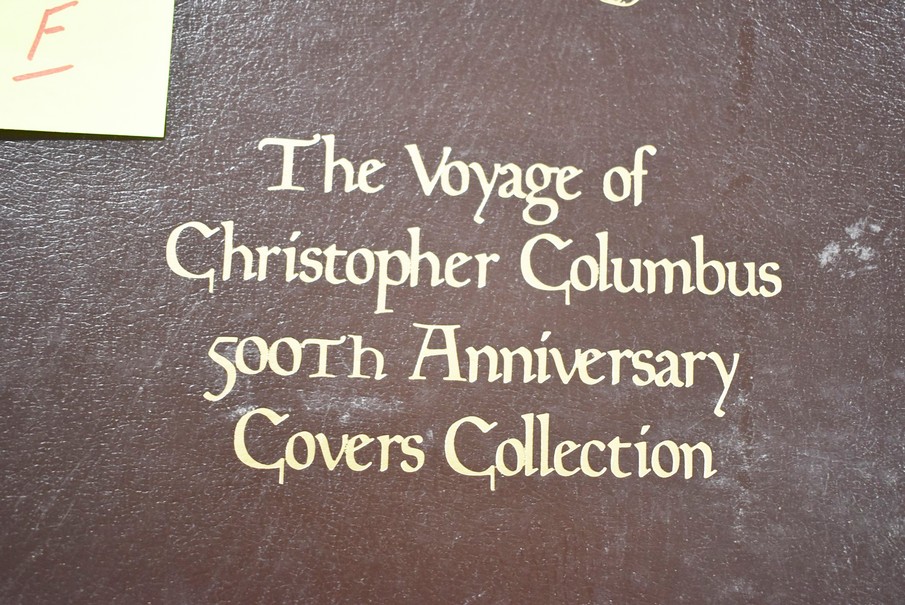 F
The Voyage of
Christopher Columbus
500Th Anniversary
Covers Collection